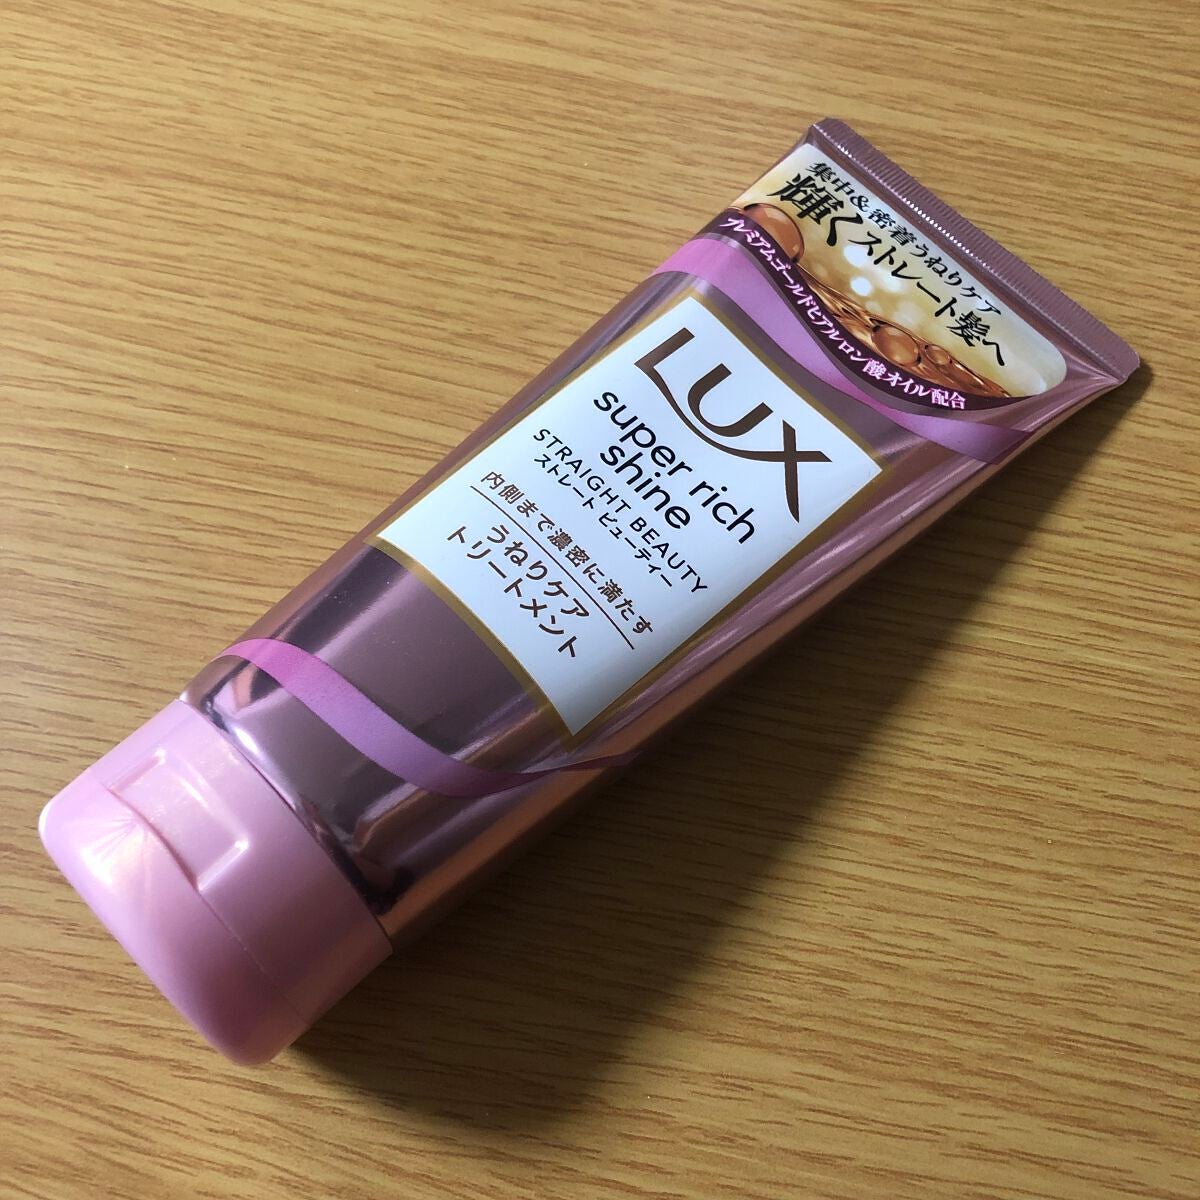 集中&密着うねりケア
輝くストレート髪へ
プレミアムゴールドヒアルロン酸オイル配合
LUX
super rich
shine
STRAIGHT BEAUTY
ストレート ビューティー
内側まで濃密に満たす
うねりケア
トリートメント